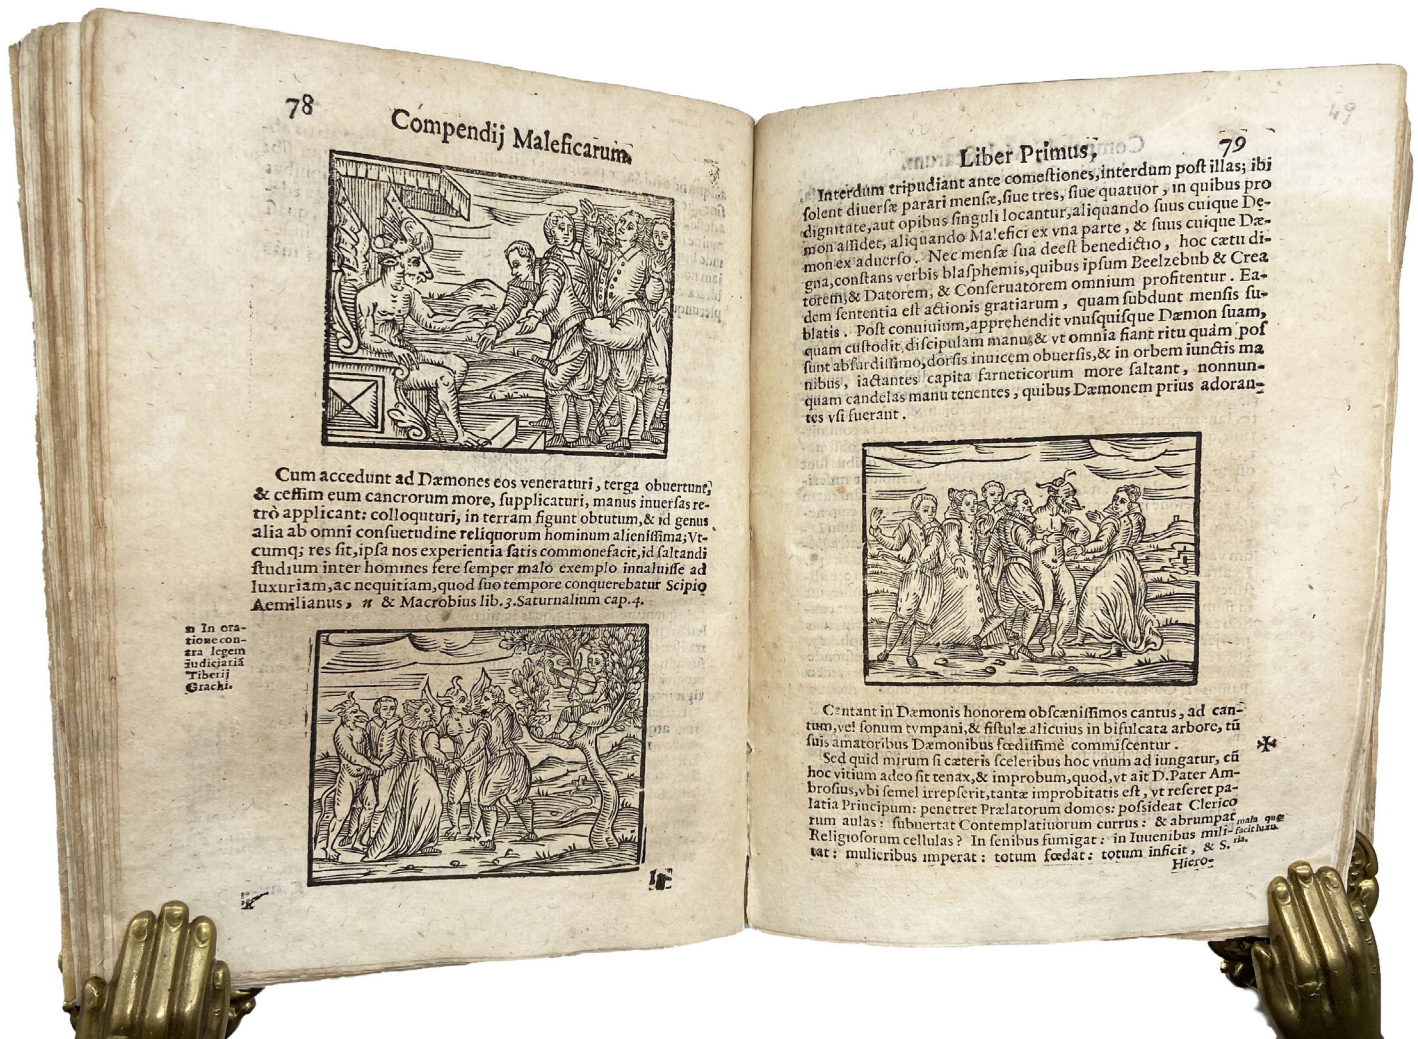 78
Compendij Maleficarum.
Cum accedunt ad Dæmones eos veneraturi, terga obuertunt,
& ceſſim eum cancrorum more, ſupplicaturi, manus inuerſas re-
trò applicant: colloquturi, in terram figunt obtutum, & id genus
alia ab omni conſuetudine reliquorum hominum alieniſſima; Vt-
cumq; res ſit, ipſa nos experientia ſatis commonefacit, id ſaltandi
ſtudium inter homines fere ſemper malo exemplo inualuiſſe ad
luxuriam, ac nequitiam, quod ſuo tempore conquerebatur Scipio
Aemilianus, n & Macrobius lib. 3. Saturnalium cap. 4.
n In ora-
tione con-
tra legem
iudiciariã
Tiberij
Grachi.
49
Liber Primus,
79
Interdum tripudiant ante comeſtiones, interdum poſt illas; ibi
ſolent diuerſæ parari menſæ, ſiue tres, ſiue quatuor, in quibus pro
dignitate, aut opibus ſinguli locantur, aliquando ſuus cuique Dę-
mon aſſidet, aliquando Malefici ex vna parte, & ſuus cuique Dæ-
mon ex aduerſo. Nec menſæ ſua deeſt benedictio, hoc cætu di-
gna, conſtans verbis blaſphemis, quibus ipſum Beelzebub & Crea
torem, & Datorem, & Conſeruatorem omnium profitentur. Ea-
dem ſententia eſt actionis gratiarum, quam ſubdunt menſis ſu-
blatis. Poſt conuiuium, apprehendit vnuſquiſque Dæmon ſuam,
quam cuſtodit, diſcipulam manu, & vt omnia fiant ritu quàm poſ
ſunt abſurdiſſimo, dorſis inuicem obuerſis, & in orbem iunctis ma
nibus, iactantes capita farneticorum more ſaltant, nonnun-
quam candelas manu tenentes, quibus Dæmonem prius adoran-
tes vſi fuerant.
Cantant in Dæmonis honorem obſcæniſſimos cantus, ad can-
tum, vel ſonum tympani, & fiſtulæ alicuius in bifulcata arbore, tũ
ſuis amatoribus Dæmonibus fœdiſſimè commiſcentur.
Sed quid mirum ſi cæteris ſceleribus hoc vnum ad iungatur, cũ
hoc vitium adeo ſit tenax, & improbum, quod, vt ait D. Pater Am-
broſius, vbi ſemel irrepſerit, tantæ improbitatis eſt, vt reſeret pa-
latia Principum: penetret Prælatorum domos: poſsideat Clerico
rum aulas: ſubuertat Contemplatiuorum currus: & abrumpat
Religioſorum cellulas? In ſenibus fumigat: in Iuuenibus mili-
tat: mulieribus imperat: totum fœdat: totum inficit, & S.
Hiero-
mala que
facit luxu
ria.